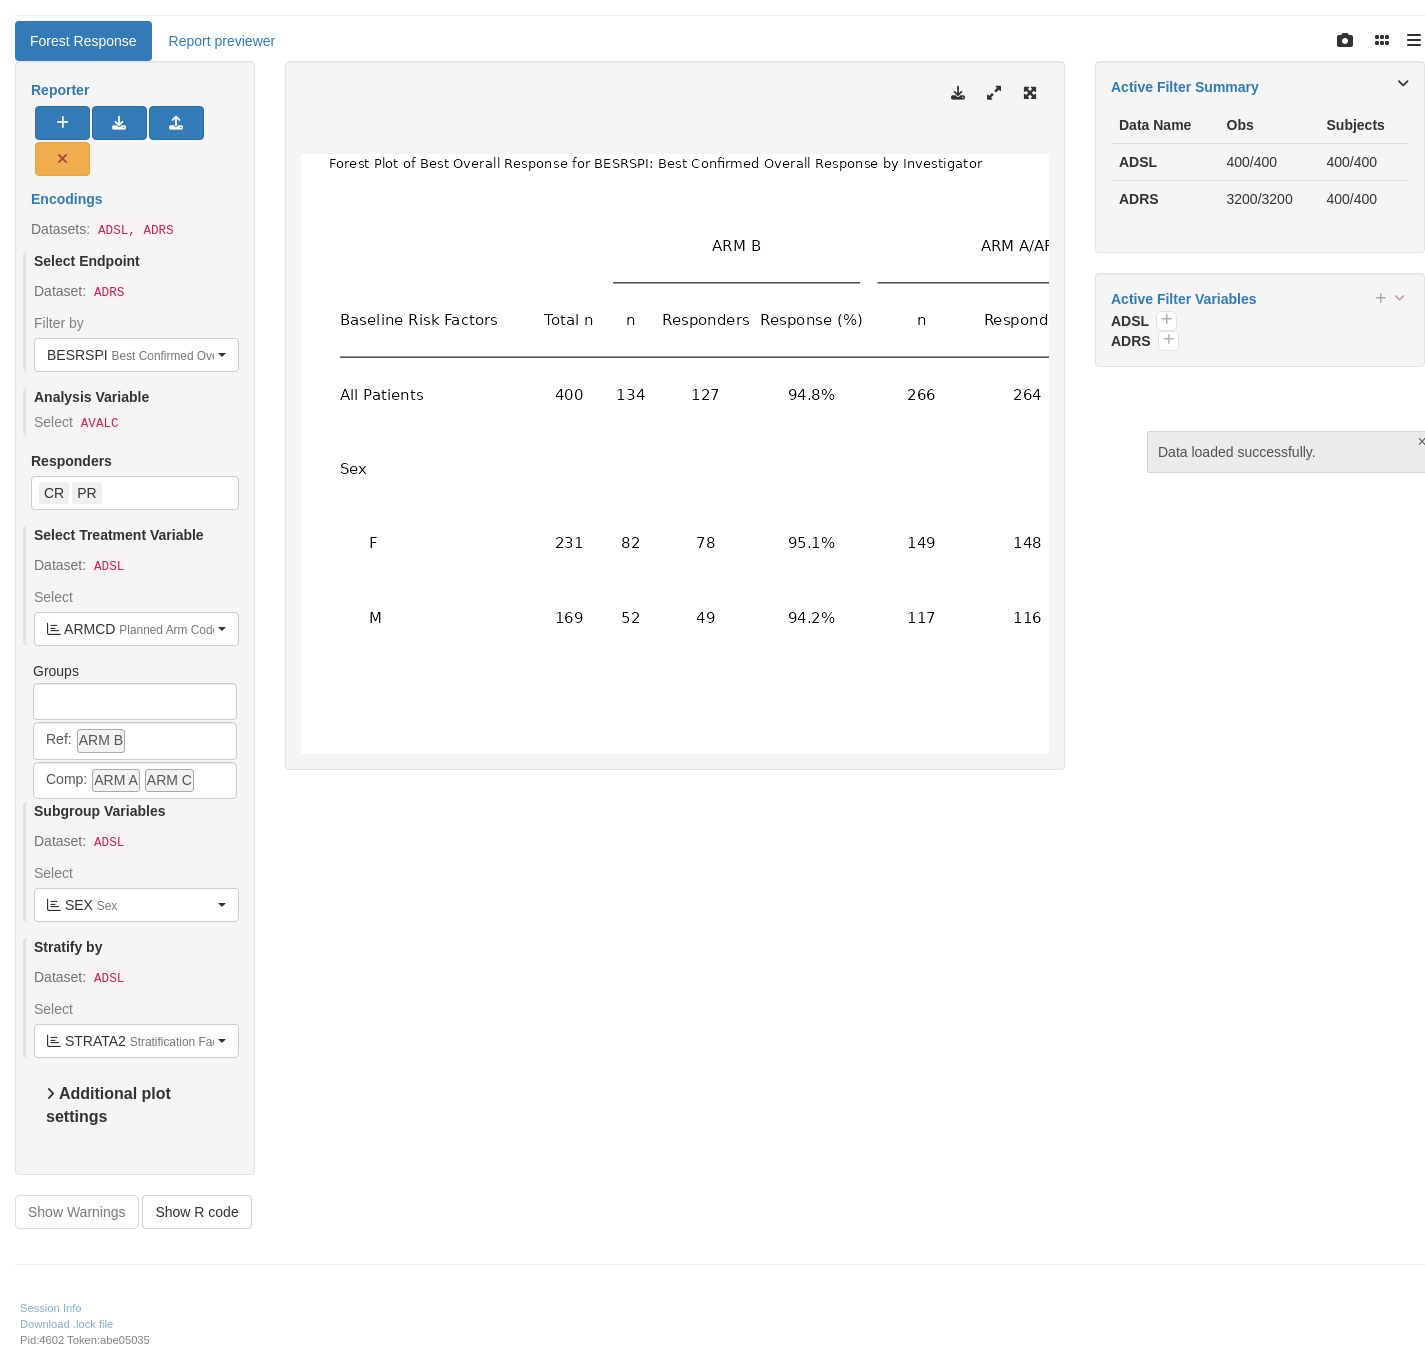 Forest Response
Report previewer
Reporter
Encodings
Datasets: ADSL, ADRS
Select Endpoint
Dataset: ADRS
Filter by
BESRSPI Best Confirmed Ove
Analysis Variable
Select AVALC
Responders
CR PR
Select Treatment Variable
Dataset: ADSL
Select
ARMCD Planned Arm Code
Groups
Ref: ARM B
Comp: ARM A ARM C
Subgroup Variables
Dataset: ADSL
Select
SEX Sex
Stratify by
Dataset: ADSL
Select
STRATA2 Stratification Fac
Additional plot
settings
Show Warnings
Show R code
Forest Plot of Best Overall Response for BESRSPI: Best Confirmed Overall Response by Investigator
ARM B ARM A/AR
Baseline Risk Factors Total n n Responders Response (%) n Respond
All Patients 400 134 127 94.8% 266 264
Sex
F 231 82 78 95.1% 149 148
M 169 52 49 94.2% 117 116
Active Filter Summary
Data Name Obs Subjects
ADSL 400/400 400/400
ADRS 3200/3200 400/400
Active Filter Variables
ADSL
ADRS
Data loaded successfully.
Session Info
Download .lock file
Pid:4602 Token:abe05035